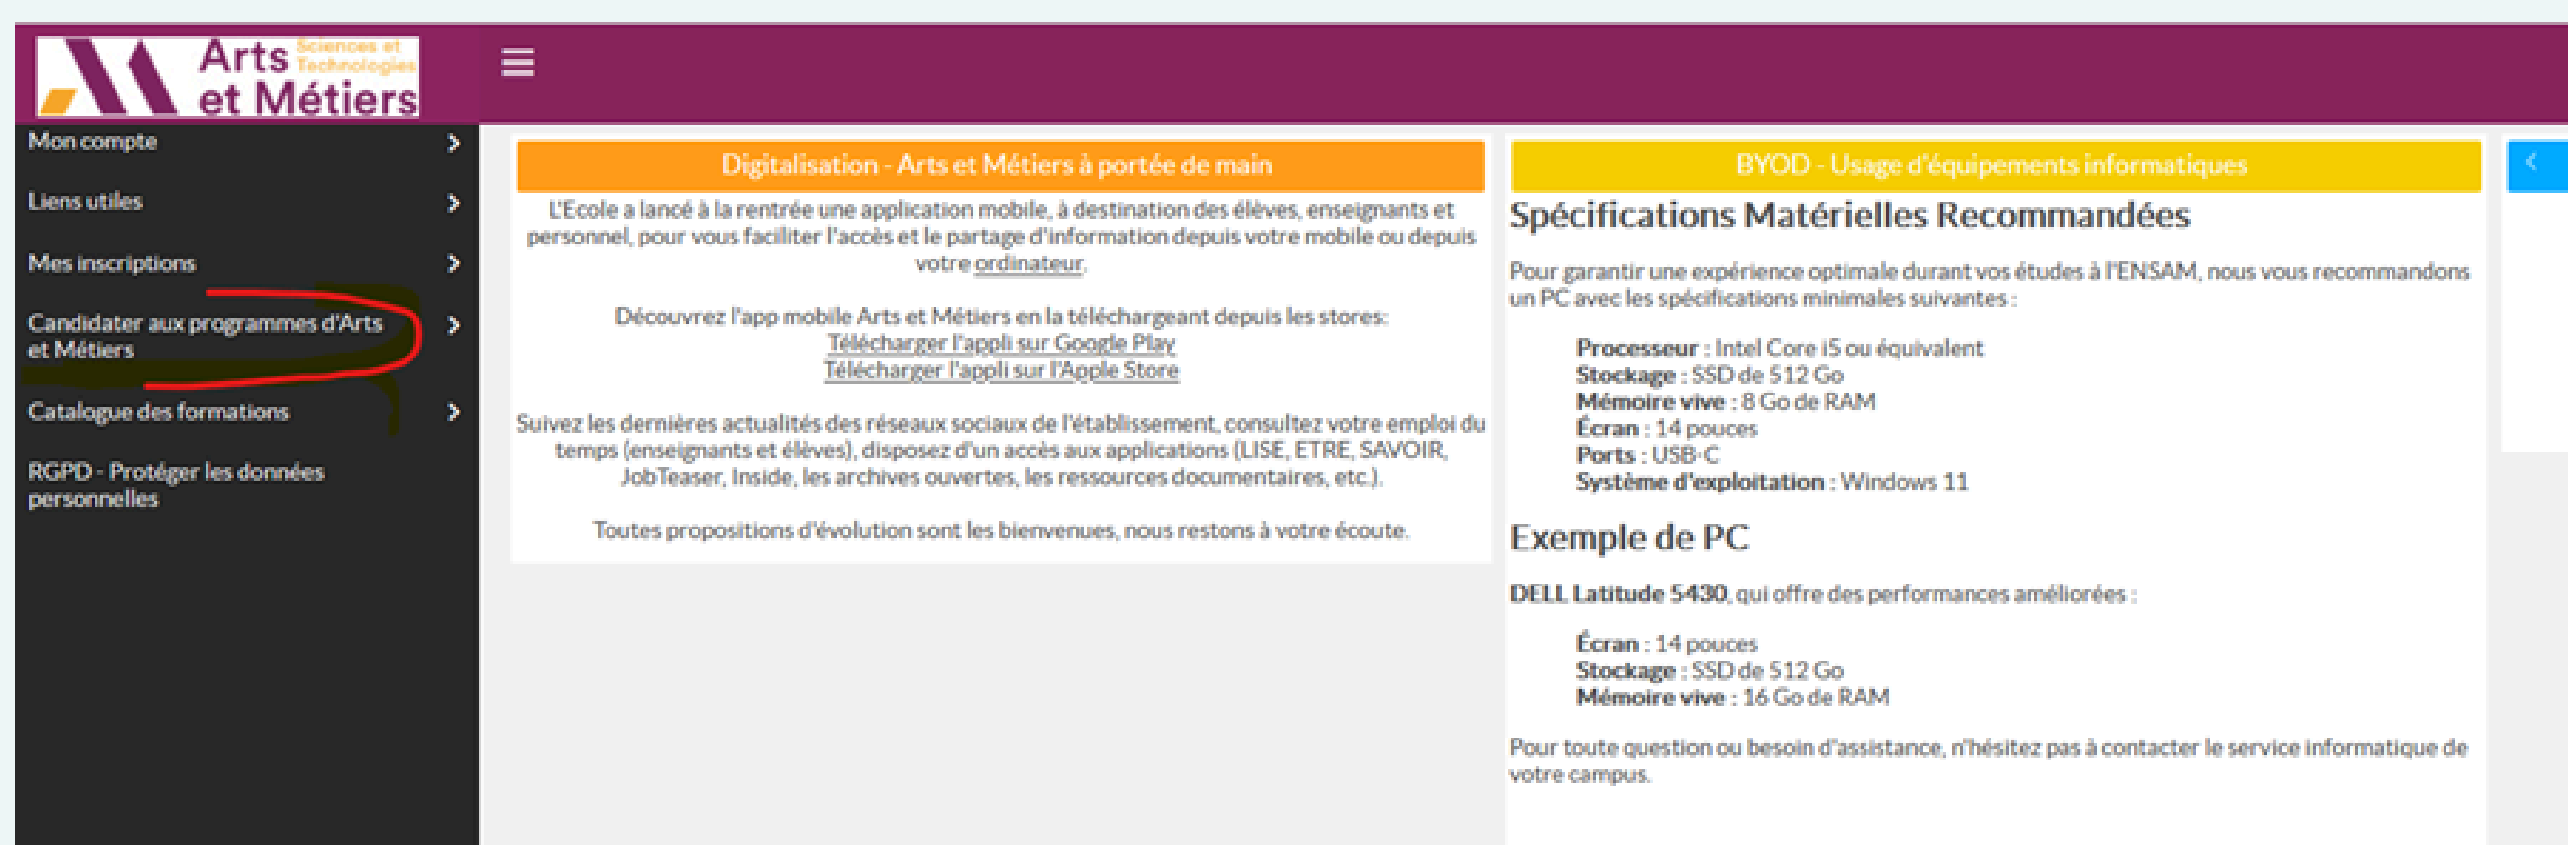 Arts Sciences et
Technologies
et Métiers
Mon compte
Liens utiles
Mes inscriptions
Candidater aux programmes d'Arts
et Métiers
Catalogue des formations
RGPD - Protéger les données
personnelles
Digitalisation - Arts et Métiers à portée de main
L'Ecole a lancé à la rentrée une application mobile, à destination des élèves, enseignants et
personnel, pour vous faciliter l'accès et le partage d'information depuis votre mobile ou depuis
votre ordinateur.
Découvrez l'app mobile Arts et Métiers en la téléchargeant depuis les stores:
Télécharger l'appli sur Google Play
Télécharger l'appli sur l'Apple Store
Suivez les dernières actualités des réseaux sociaux de l'établissement, consultez votre emploi du
temps (enseignants et élèves), disposez d'un accès aux applications (LISE, ETRE, SAVOIR,
JobTeaser, Inside, les archives ouvertes, les ressources documentaires, etc.).
Toutes propositions d'évolution sont les bienvenues, nous restons à votre écoute.
BYOD - Usage d'équipements informatiques
Spécifications Matérielles Recommandées
Pour garantir une expérience optimale durant vos études à l'ENSAM, nous vous recommandons
un PC avec les spécifications minimales suivantes :
Processeur : Intel Core i5 ou équivalent
Stockage : SSD de 512 Go
Mémoire vive : 8 Go de RAM
Écran : 14 pouces
Ports : USB-C
Système d'exploitation : Windows 11
Exemple de PC
DELL Latitude 5430, qui offre des performances améliorées :
Écran : 14 pouces
Stockage : SSD de 512 Go
Mémoire vive : 16 Go de RAM
Pour toute question ou besoin d'assistance, n'hésitez pas à contacter le service informatique de
votre campus.